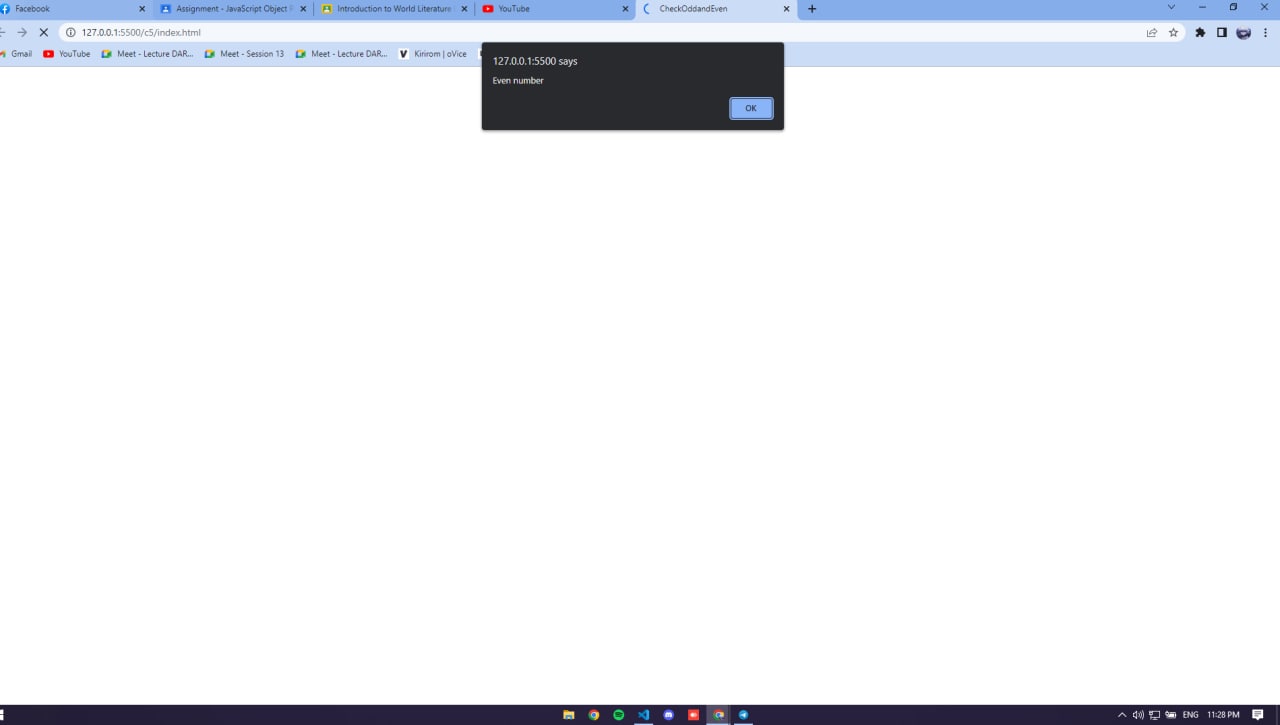 Facebook
Assignment - JavaScript Object
Introduction to World Literature
YouTube
CheckOddandEven
127.0.0.1:5500/c5/index.html
Gmail
YouTube
Meet - Lecture DAR...
Meet - Session 13
Meet - Lecture DAR...
Kirirom | oVice
127.0.0.1:5500 says
Even number
OK
ENG
11:28 PM